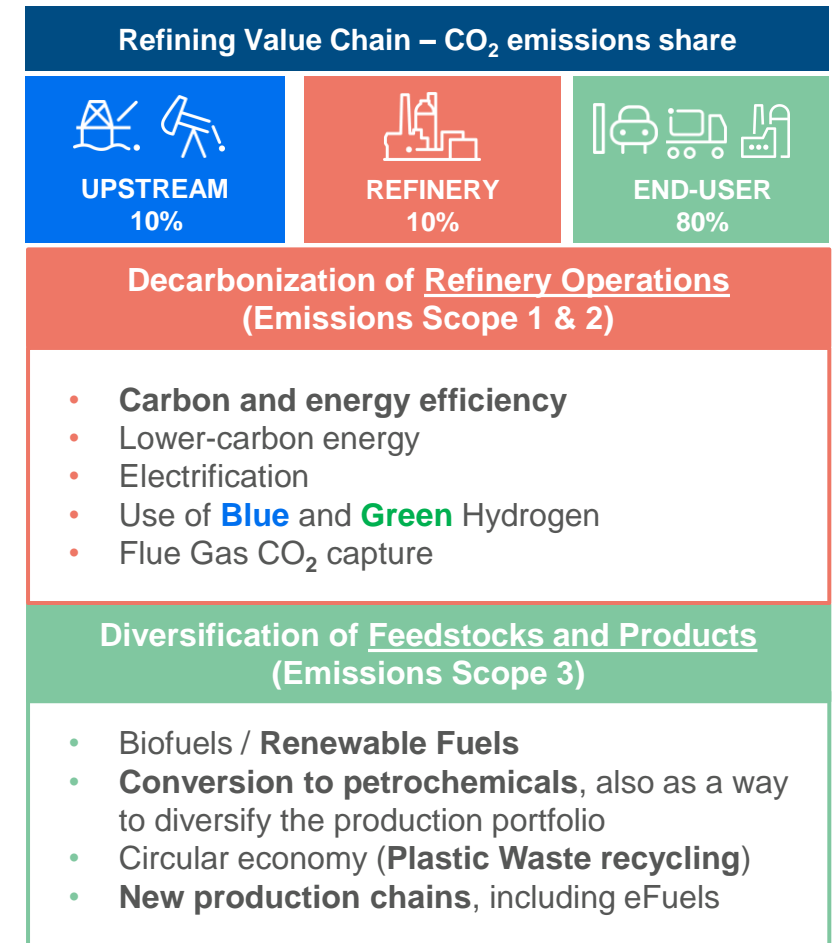 Refining Value Chain – CO₂ emissions share
UPSTREAM
10%
REFINERY
10%
END-USER
80%
Decarbonization of Refinery Operations
(Emissions Scope 1 & 2)
• Carbon and energy efficiency
• Lower-carbon energy
• Electrification
• Use of Blue and Green Hydrogen
• Flue Gas CO₂ capture
Diversification of Feedstocks and Products
(Emissions Scope 3)
• Biofuels / Renewable Fuels
• Conversion to petrochemicals, also as a way
to diversify the production portfolio
• Circular economy (Plastic Waste recycling)
• New production chains, including eFuels